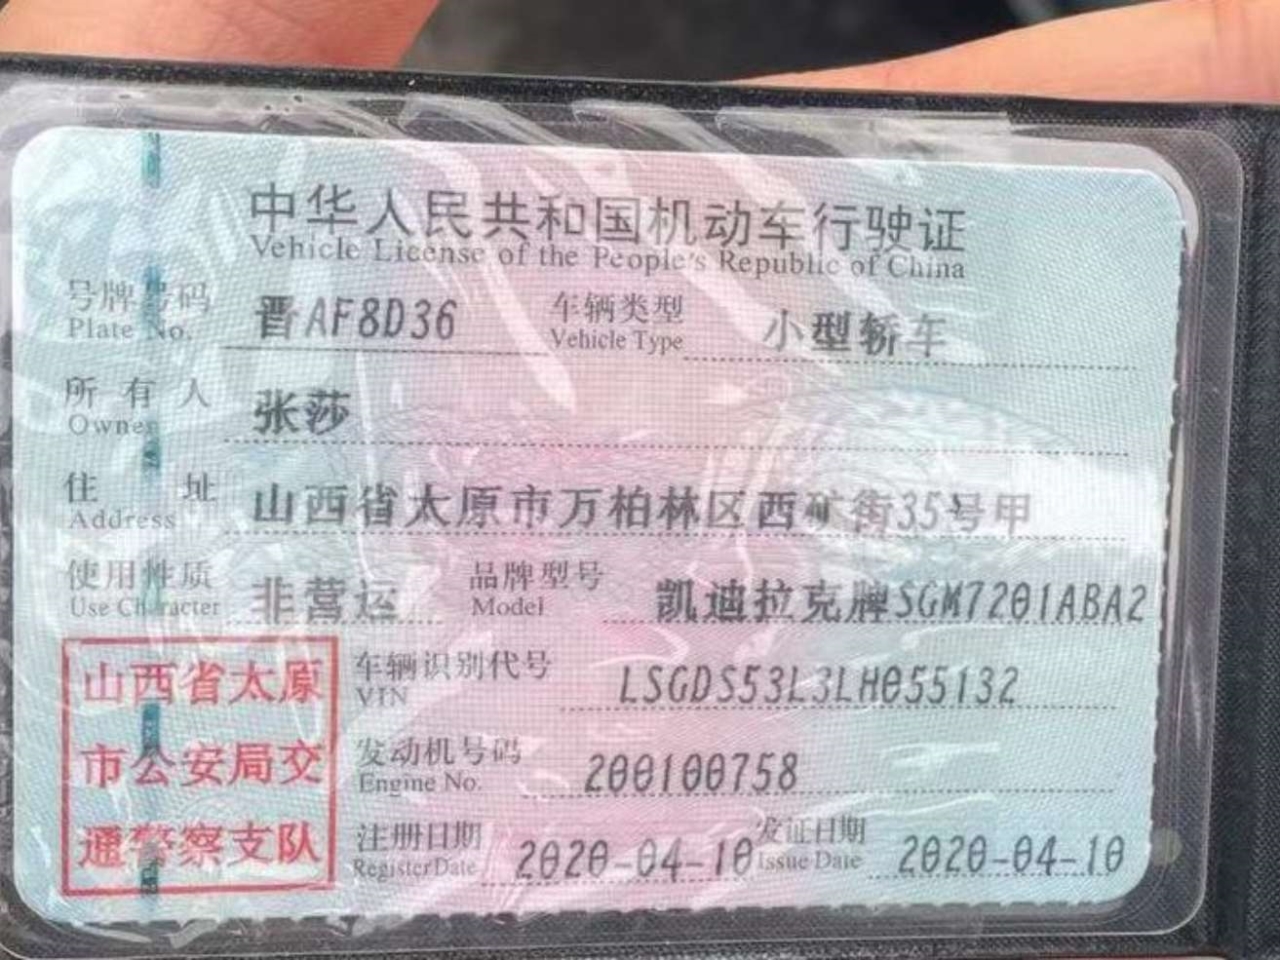 中华人民共和国机动车行驶证
Vehicle License of the People's Republic of China
号牌号码 晋AF8D36 车辆类型 小型轿车
Plate No. Vehicle Type
所有人 张莎
Owner
住址 山西省太原市万柏林区西矿街35号甲
Address
使用性质 非营运 品牌型号 凯迪拉克牌SGM7201ABA2
Use Character Model
山西省太原
市公安局交
通警察支队
车辆识别代号 LSGDS53L3LH055132
VIN
发动机号码 200100758
Engine No.
注册日期 2020-04-10 发证日期 2020-04-10
Register Date Issue Date